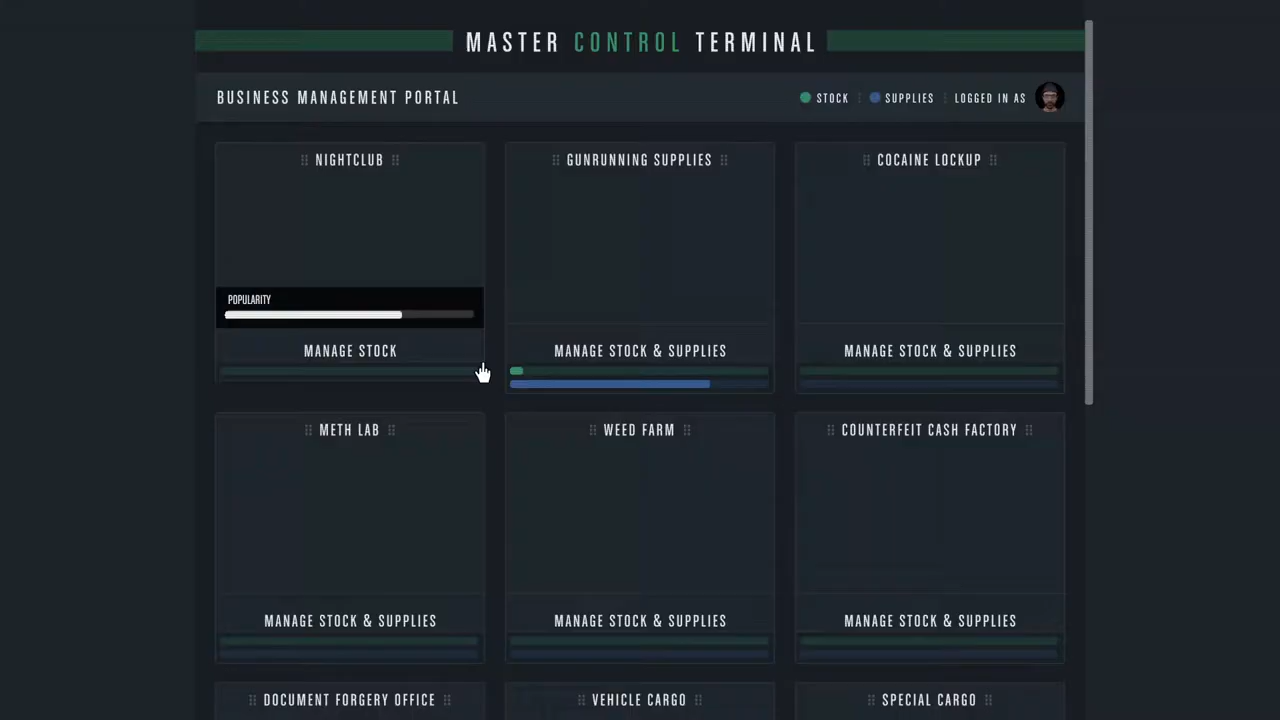 MASTER CONTROL TERMINAL
BUSINESS MANAGEMENT PORTAL
STOCK
SUPPLIES
LOGGED IN AS
NIGHTCLUB
POPULARITY
MANAGE STOCK
GUNRUNNING SUPPLIES
MANAGE STOCK & SUPPLIES
COCAINE LOCKUP
MANAGE STOCK & SUPPLIES
METH LAB
MANAGE STOCK & SUPPLIES
WEED FARM
MANAGE STOCK & SUPPLIES
COUNTERFEIT CASH FACTORY
MANAGE STOCK & SUPPLIES
DOCUMENT FORGERY OFFICE
VEHICLE CARGO
SPECIAL CARGO